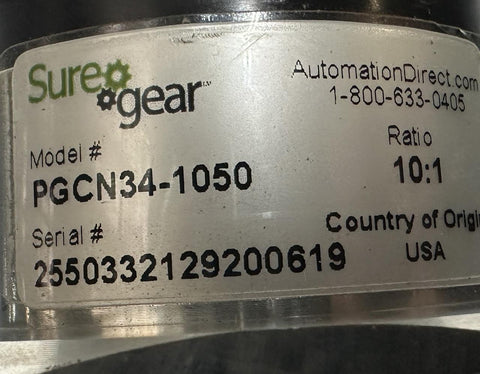 Sure gear™
AutomationDirect.com
1-800-633-0405
Model #
PGCN34-1050
Ratio
10:1
Serial #
2550332129200619
Country of Origi
USA